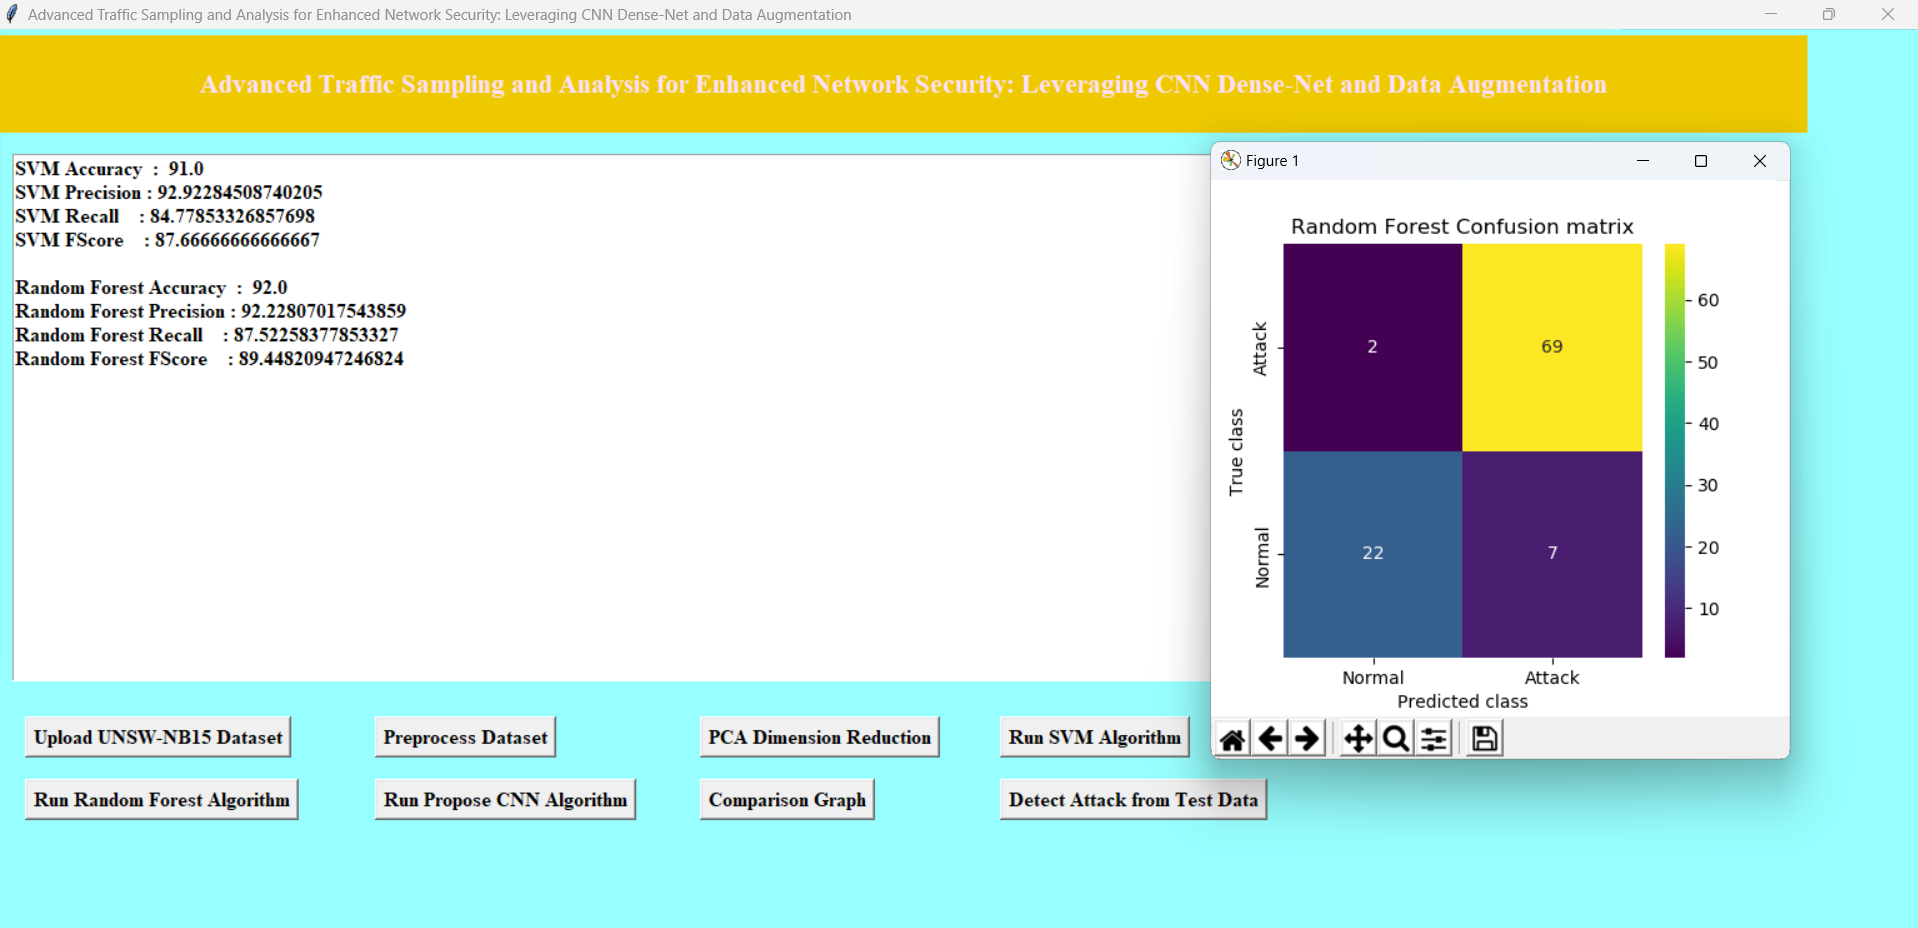 Advanced Traffic Sampling and Analysis for Enhanced Network Security: Leveraging CNN Dense-Net and Data Augmentation
Advanced Traffic Sampling and Analysis for Enhanced Network Security: Leveraging CNN Dense-Net and Data Augmentation
SVM Accuracy : 91.0
SVM Precision : 92.92284508740205
SVM Recall : 84.77853326857698
SVM FScore : 87.66666666666667
Random Forest Accuracy : 92.0
Random Forest Precision : 92.22807017543859
Random Forest Recall : 87.52258377853327
Random Forest FScore : 89.44820947246824
Figure 1
Random Forest Confusion matrix
True class
Attack
2
69
Normal
22
7
Normal
Attack
Predicted class
60
50
40
30
20
10
Upload UNSW-NB15 Dataset
Preprocess Dataset
PCA Dimension Reduction
Run SVM Algorithm
Run Random Forest Algorithm
Run Propose CNN Algorithm
Comparison Graph
Detect Attack from Test Data